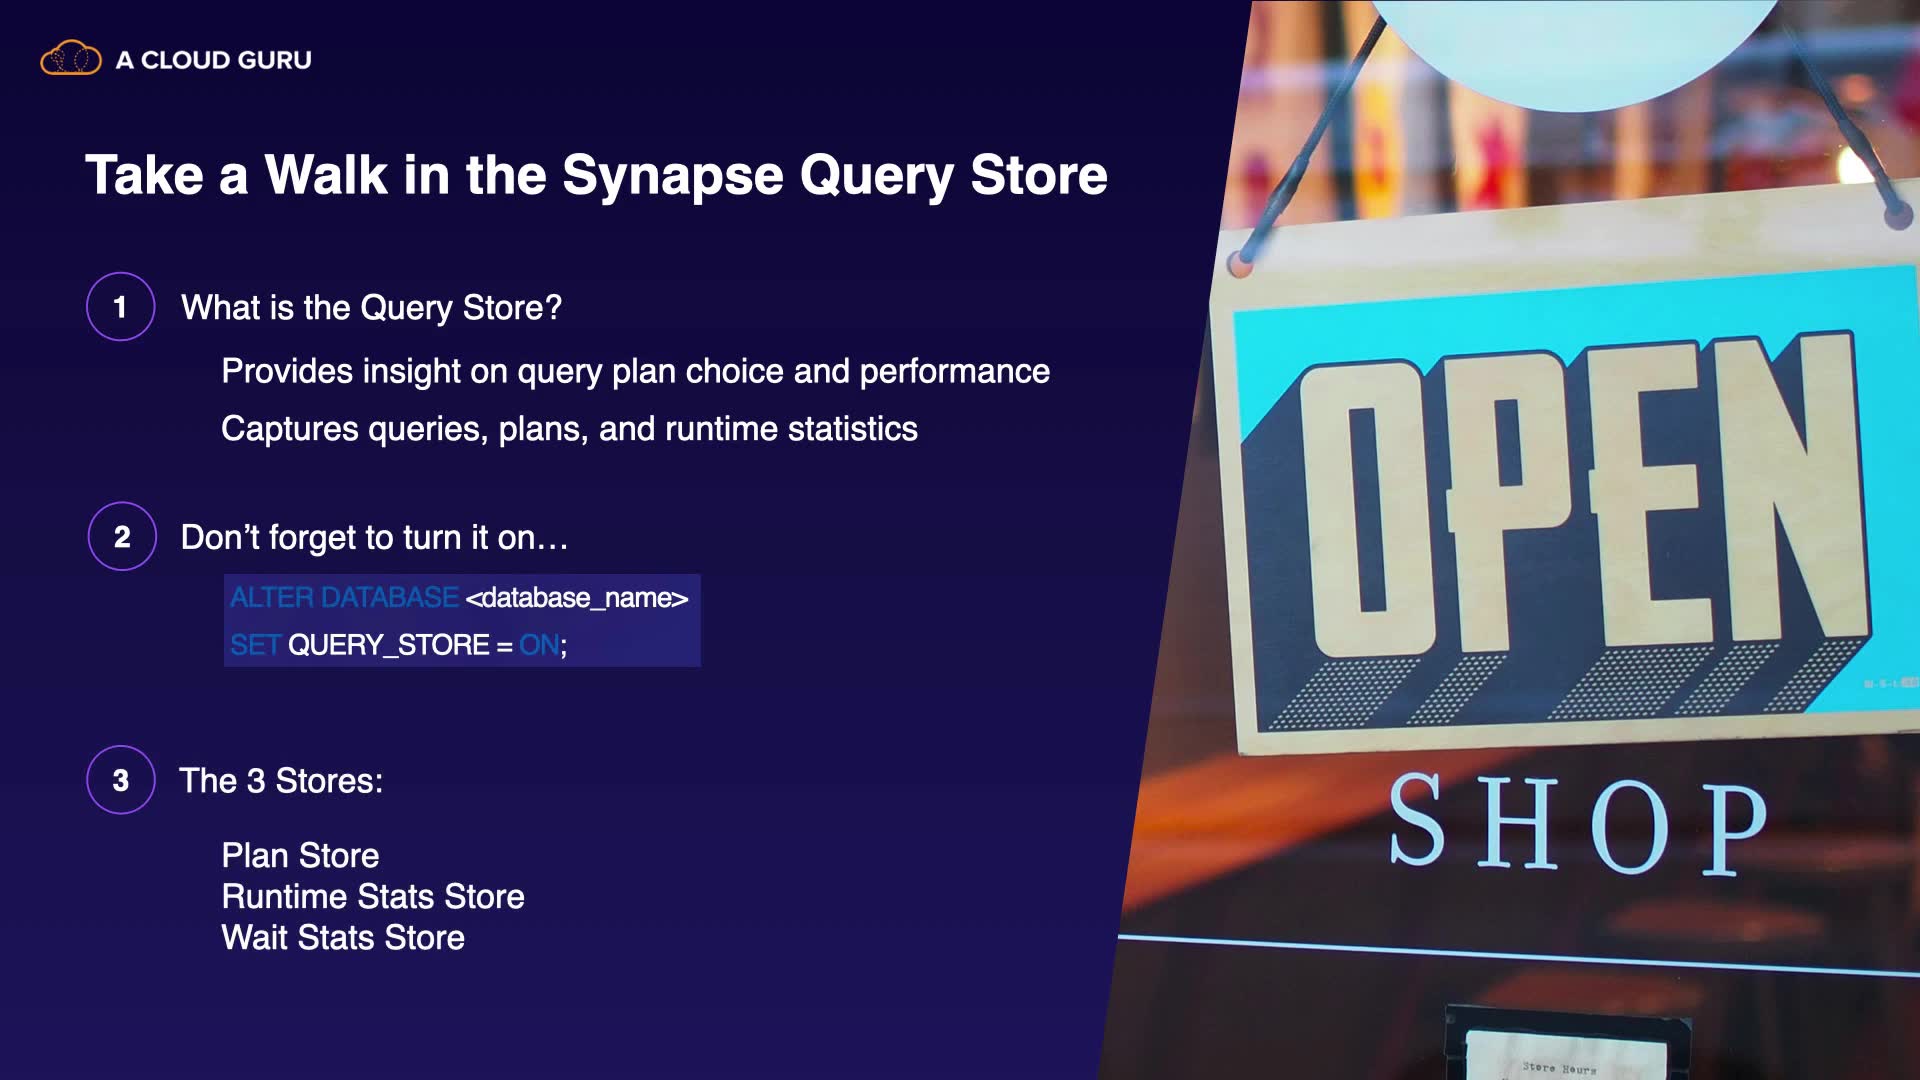 A CLOUD GURU
Take a Walk in the Synapse Query Store
1 What is the Query Store?
Provides insight on query plan choice and performance
Captures queries, plans, and runtime statistics
2 Don’t forget to turn it on…
ALTER DATABASE <database_name>
SET QUERY_STORE = ON;
3 The 3 Stores:
Plan Store
Runtime Stats Store
Wait Stats Store
OPEN
SHOP
Store Hours